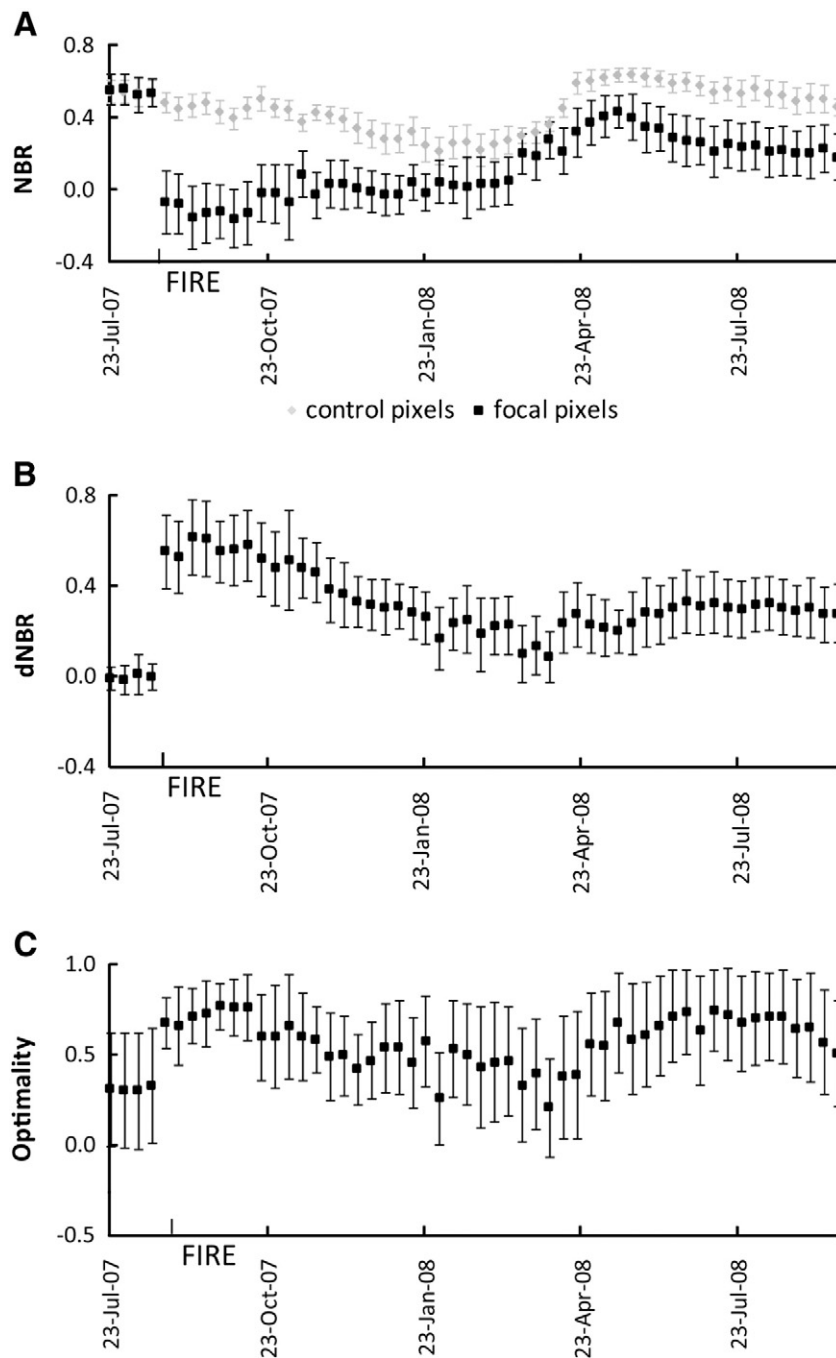 A
NBR
0.8
0.4
0.0
-0.4
FIRE
23-Jul-07
23-Oct-07
23-Jan-08
23-Apr-08
23-Jul-08
control pixels
focal pixels
B
dNBR
0.8
0.4
0.0
-0.4
FIRE
23-Jul-07
23-Oct-07
23-Jan-08
23-Apr-08
23-Jul-08
C
Optimality
1.0
0.5
0.0
-0.5
FIRE
23-Jul-07
23-Oct-07
23-Jan-08
23-Apr-08
23-Jul-08